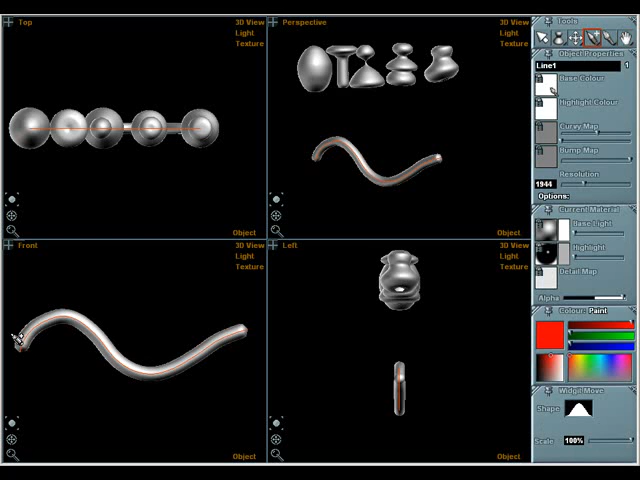 Top
3D View
Light
Texture
Object
Perspective
3D View
Light
Texture
Object
Front
3D View
Light
Texture
Object
Left
3D View
Light
Texture
Object
Tools
Object Properties
Line1 1
Base Colour
Highlight Colour
Curvy Map
Bump Map
Resolution
1944
Options:
Current Material
Base Light
Highlight
Detail Map
Alpha
Colour: Paint
Widgit Move
Shape
Scale 100%